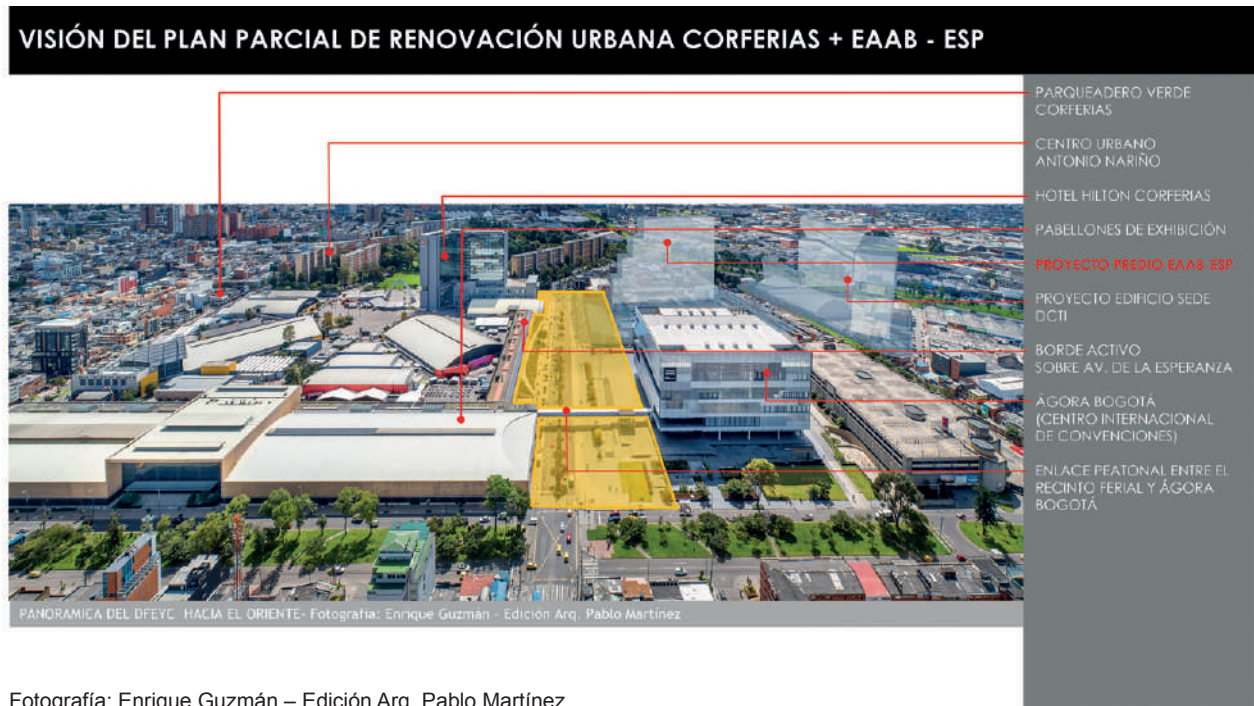 VISIÓN DEL PLAN PARCIAL DE RENOVACIÓN URBANA CORFERIAS + EAAB - ESP
PARQUEADERO VERDE
CORFERIAS
CENTRO URBANO
ANTONIO NARIÑO
HOTEL HILTON CORFERIAS
PABELLONES DE EXHIBICIÓN
PROYECTO PREDIO EAAB-ESP
PROYECTO EDIFICIO SEDE
DCTI
BORDE ACTIVO
SOBRE AV. DE LA ESPERANZA
ÁGORA BOGOTÁ
(CENTRO INTERNACIONAL
DE CONVENCIONES)
ENLACE PEATONAL ENTRE EL
RECINTO FERIAL Y ÁGORA
BOGOTÁ
PANORAMICA DEL DFEYC HACIA EL ORIENTE- Fotografía: Enrique Guzmán - Edición Arq. Pablo Martínez
Fotografía: Enrique Guzmán – Edición Arq. Pablo Martínez